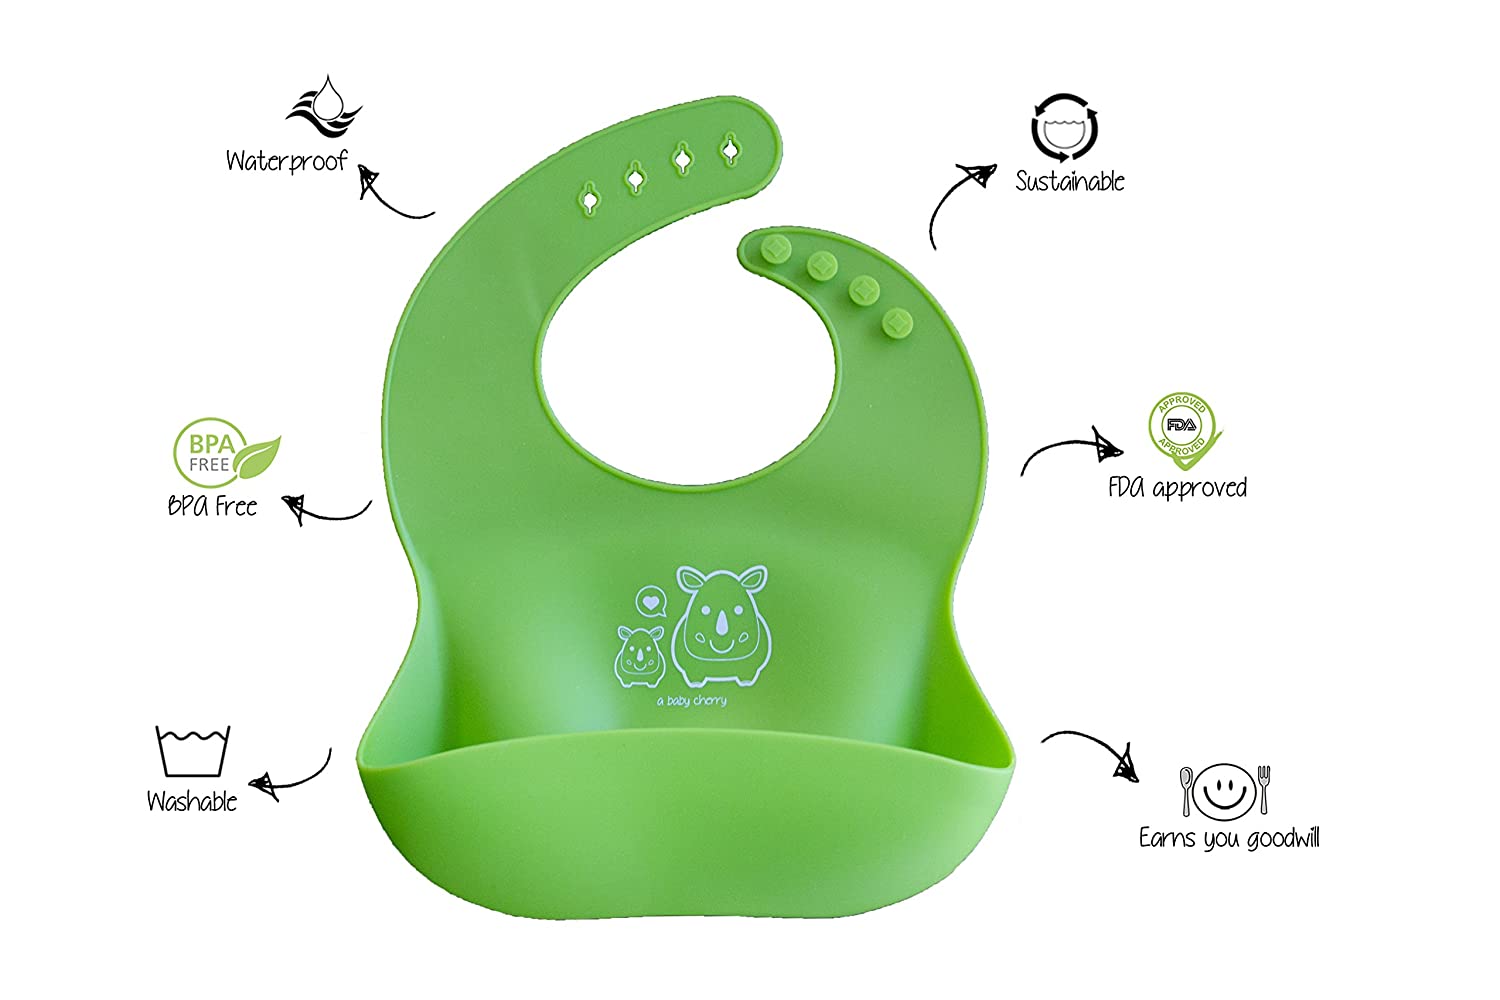 Waterproof
Sustainable
BPA
FREE
BPA Free
APPROVED
FDA
APPROVED
FDA approved
a baby cherry
Washable
Earns you goodwill